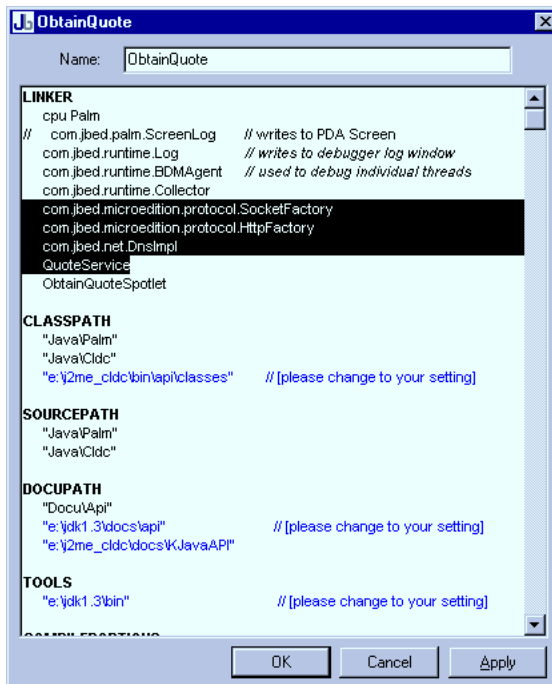 Jb ObtainQuote
Name: ObtainQuote
LINKER
cpu Palm
// com.jbed.palm.ScreenLog // writes to PDA Screen
com.jbed.runtime.Log // writes to debugger log window
com.jbed.runtime.BDMAgent // used to debug individual threads
com.jbed.runtime.Collector
com.jbed.microedition.protocol.SocketFactory
com.jbed.microedition.protocol.HttpFactory
com.jbed.net.DnsImpl
QuoteService
ObtainQuoteSpotlet
CLASSPATH
"Java\Palm"
"Java\Cldc"
"e:\j2me_cldc\bin\api\classes" // [please change to your setting]
SOURCEPATH
"Java\Palm"
"Java\Cldc"
DOCUPATH
"Docu\Api"
"e:\jdk1.3\docs\api" // [please change to your setting]
"e:\j2me_cldc\docs\KJavaAPI"
TOOLS
"e:\jdk1.3\bin" // [please change to your setting]
OK Cancel Apply